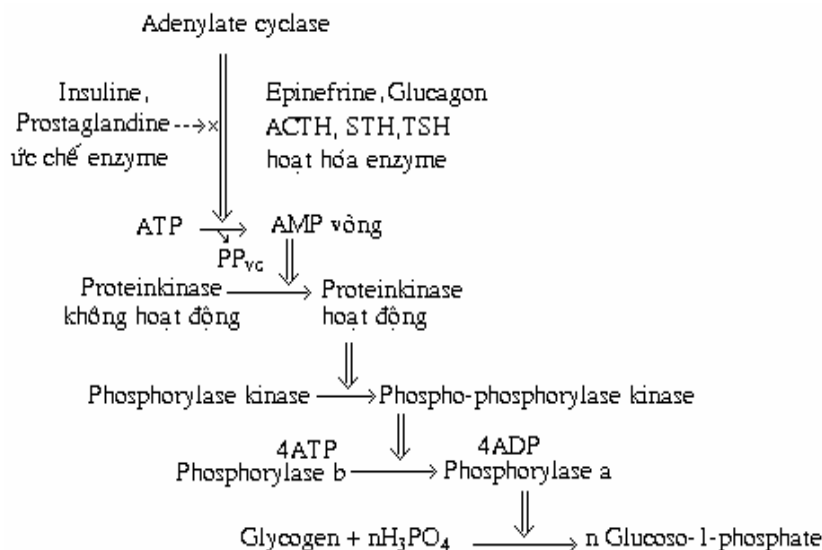 Adenylate cyclase
Insuline, Epinefrine, Glucagon
Prostaglandine ACTH, STH, TSH
ức chế enzyme hoạt hóa enzyme
ATP AMP vòng
PPvc
Proteinkinase Proteinkinase
không hoạt động hoạt động
Phosphorylase kinase Phospho-phosphorylase kinase
4ATP 4ADP
Phosphorylase b Phosphorylase a
Glycogen + nH₃PO₄ n Glucoso-1-phosphate